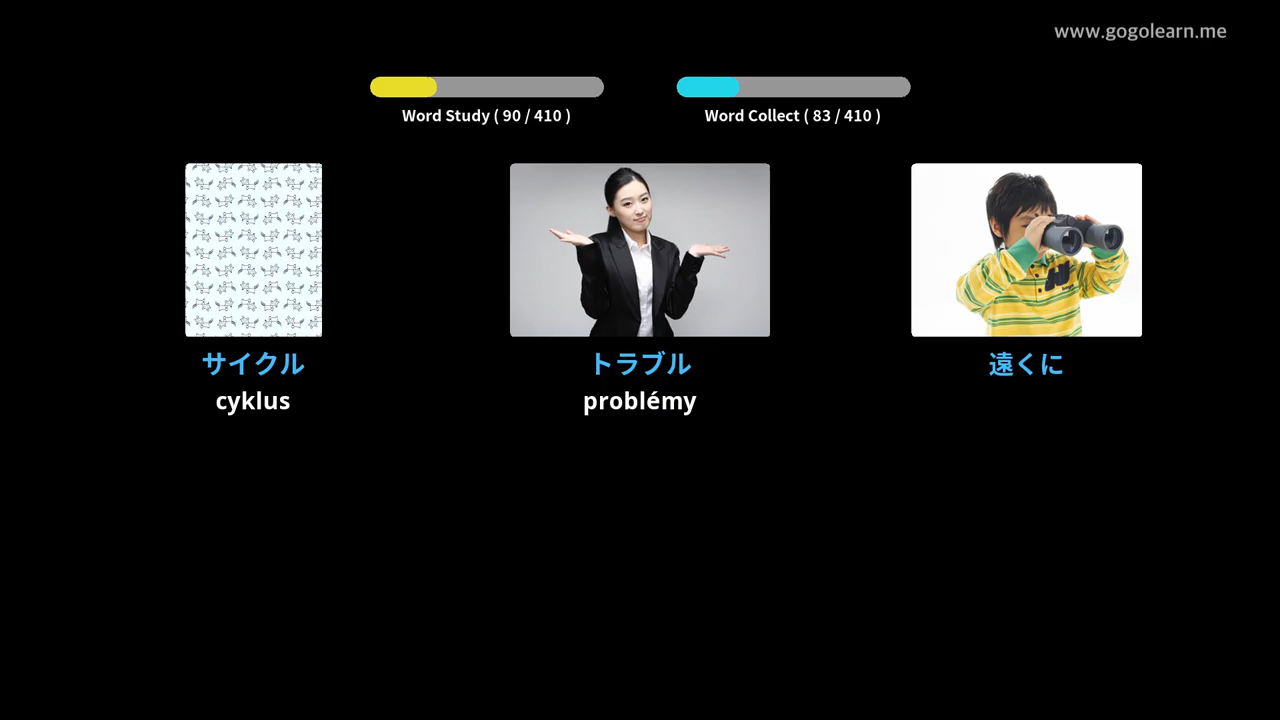 www.gogolearn.me
Word Study ( 90 / 410 )
Word Collect ( 83 / 410 )
サイクル
トラブル
遠くに
cyklus
problémy